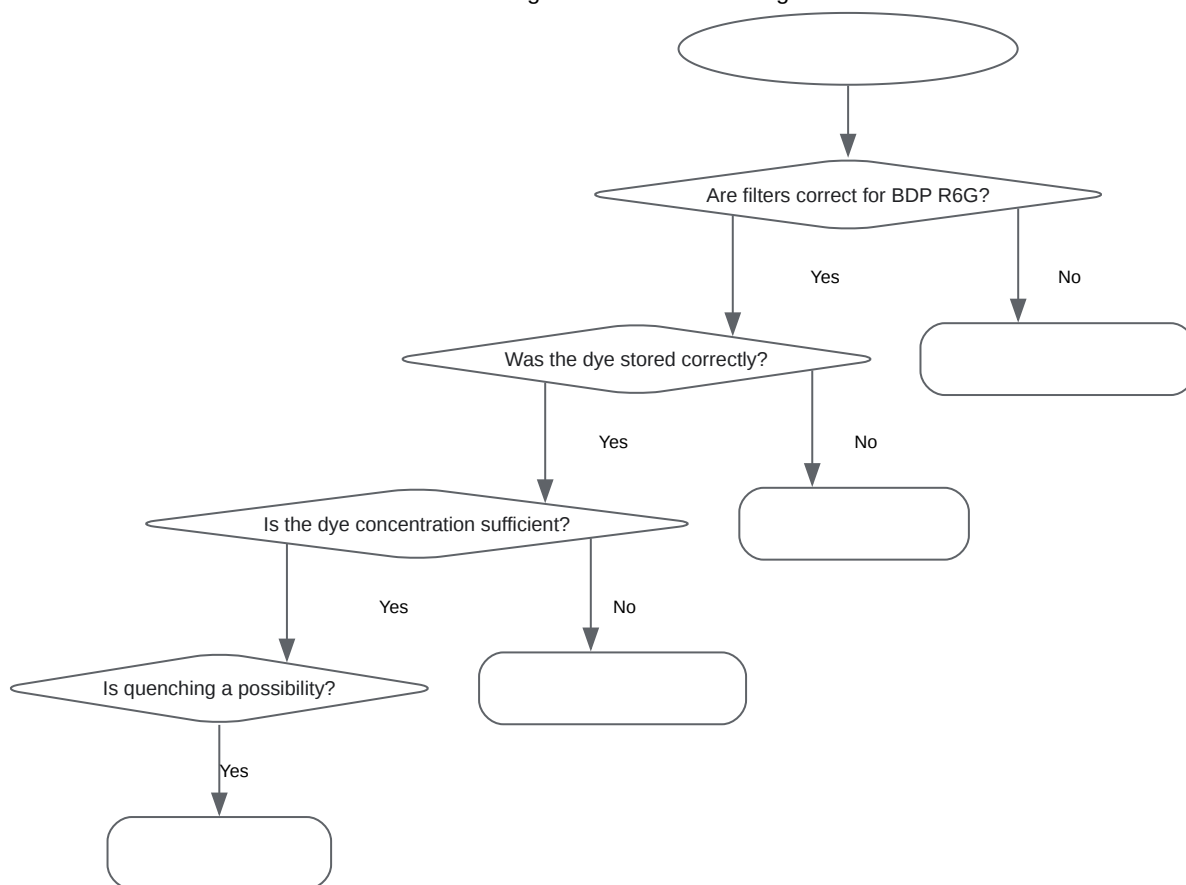 Are filters correct for BDP R6G?
Yes
No
Was the dye stored correctly?
Yes
No
Is the dye concentration sufficient?
Yes
No
Is quenching a possibility?
Yes